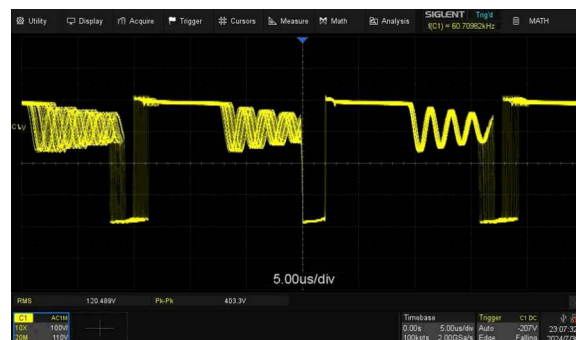 Utility Display Acquire Trigger Cursors Measure Math Analysis SIGLENT Trig'd MATH
f(C1) = 60.70982kHz
5.00us/div
RMS 120.489V Pk-Pk 403.3V
C1 AC1M Timebase Trigger C1 DC
10X 100V/ 0.00s 5.00us/div Auto -207V 23:07:32
20M 110V 100kpts 2.00GSa/s Edge Falling